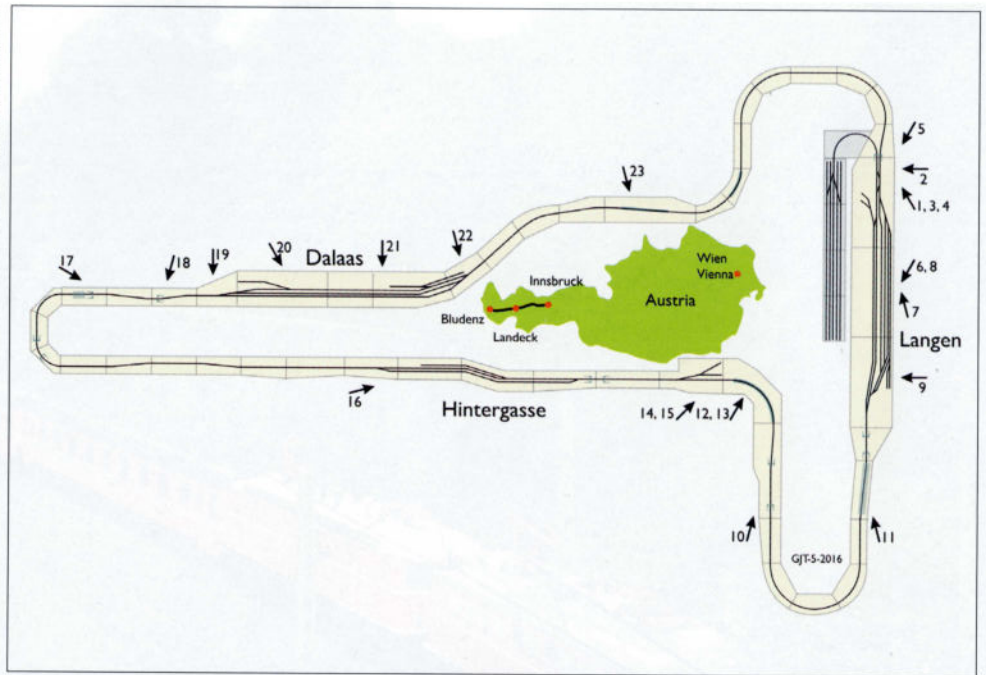 5
2
1, 3, 4
23
22
21
20
19
18
17
Dalaas
Innsbruck
Wien
Vienna
Austria
Bludenz
Landeck
6, 8
7
Langen
9
16
Hintergasse
14, 15
12, 13
10
11
GJT-5-2016